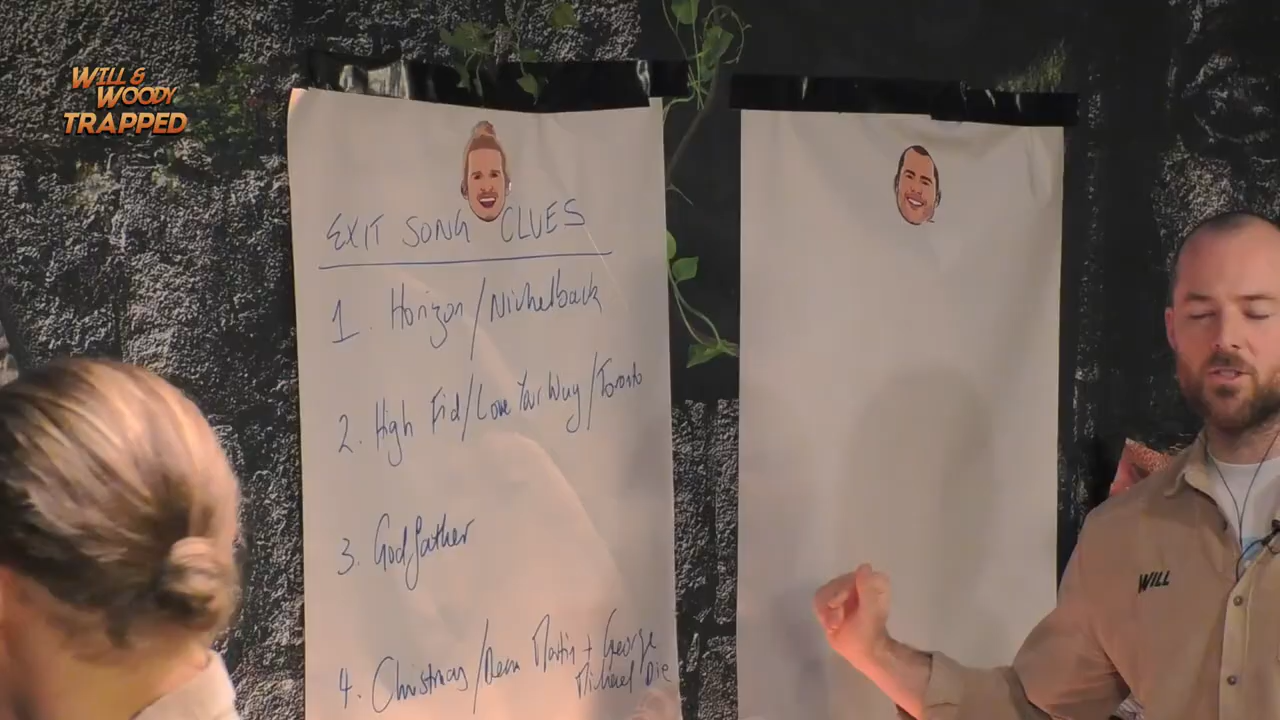 WILL &
WOODY
TRAPPED
EXIT SONG CLUES
1. Horizon/Nickelback
2. High Fid/Love Your Way/Toronto
3. Godfather
4. Christmas/Dean Martin + George
Michael Die
WILL